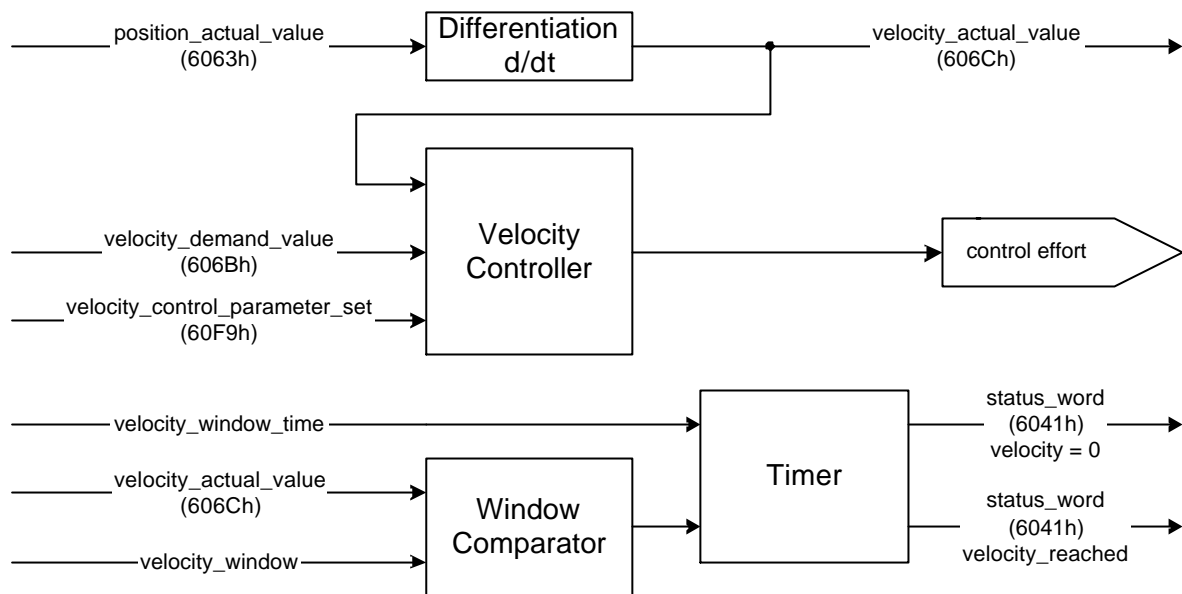 position_actual_value
(6063h)
Differentiation
d/dt
velocity_actual_value
(606Ch)
velocity_demand_value
(606Bh)
velocity_control_parameter_set
(60F9h)
Velocity
Controller
control effort
velocity_window_time
velocity_actual_value
(606Ch)
velocity_window
Window
Comparator
Timer
status_word
(6041h)
velocity = 0
status_word
(6041h)
velocity_reached